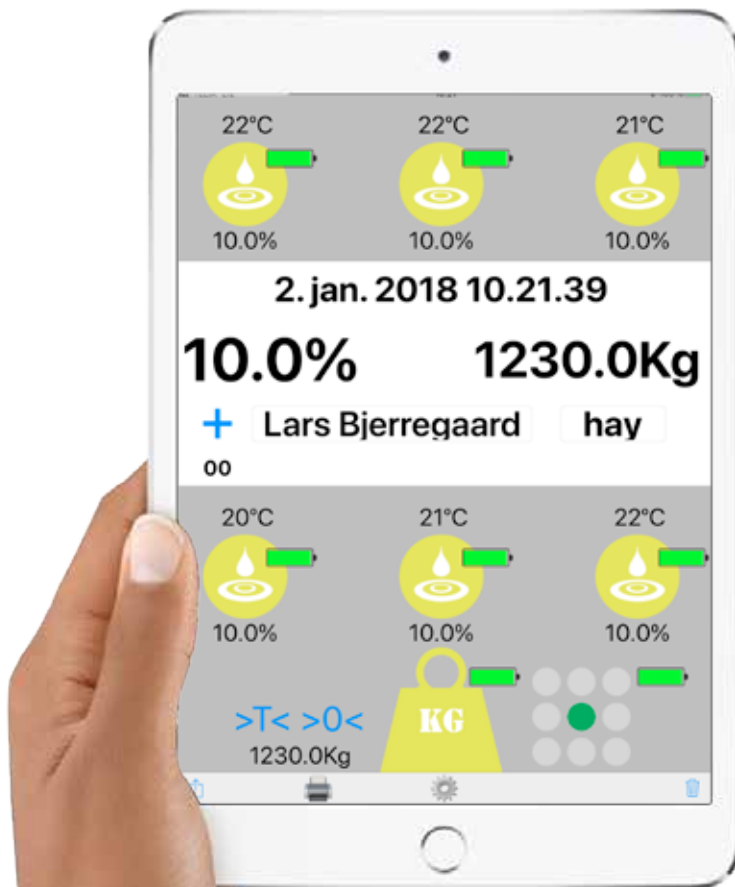 22°C 22°C 21°C
10.0% 10.0% 10.0%
2. jan. 2018 10.21.39
10.0% 1230.0Kg
+ Lars Bjerregaard hay
00
20°C 21°C 22°C
10.0% 10.0% 10.0%
KG
>T< >0<
1230.0Kg